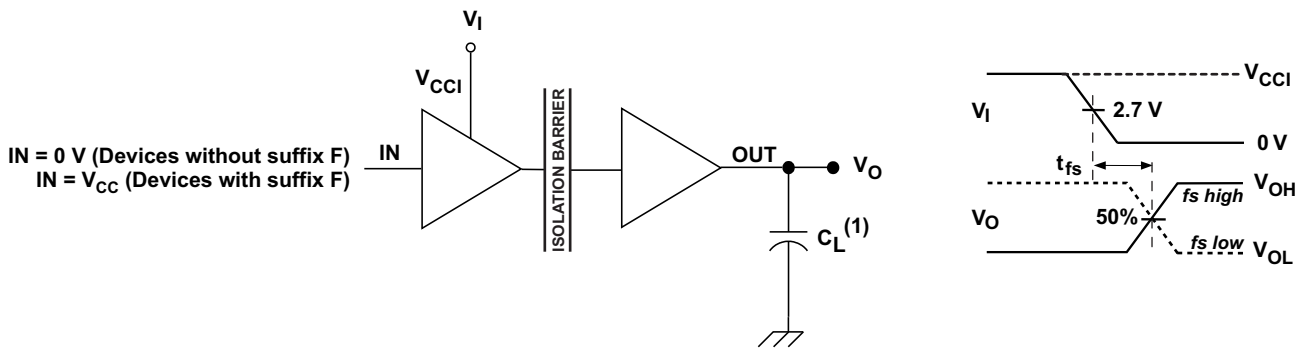 V_I
V_CCI
IN = 0 V (Devices without suffix F)
IN = V_CC (Devices with suffix F)
IN
ISOLATION BARRIER
OUT
V_O
C_L^(1)
V_CCI
V_I
2.7 V
0 V
t_fs
V_OH
fs high
V_O
50%
fs low
V_OL